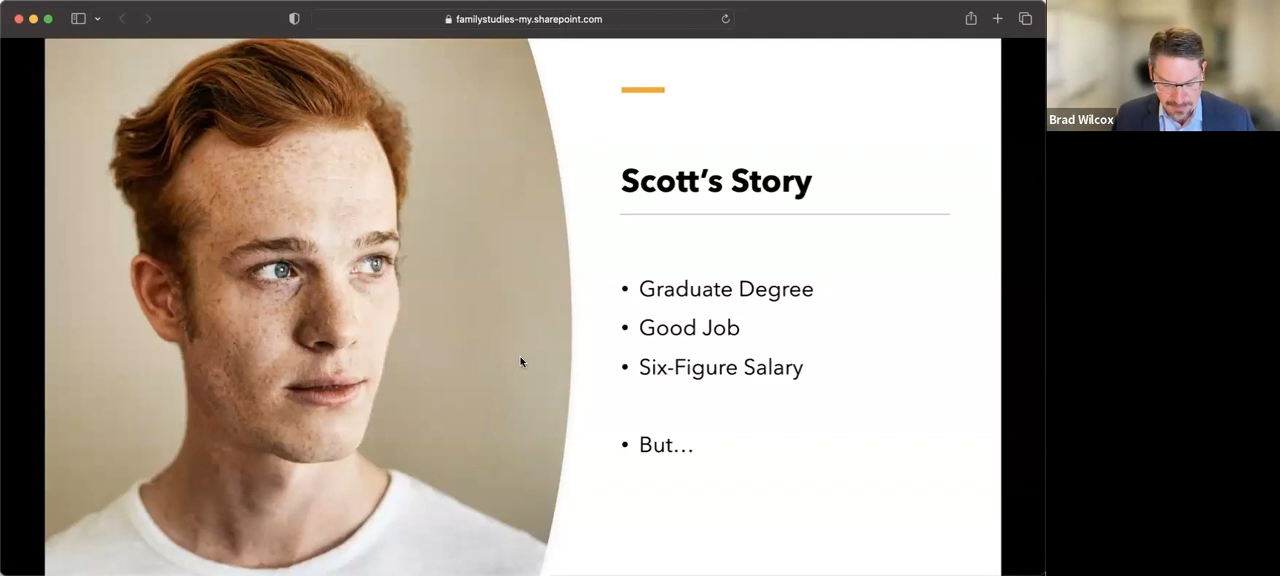 familystudies-my.sharepoint.com
Brad Wilcox
Scott’s Story
• Graduate Degree
• Good Job
• Six-Figure Salary
• But…